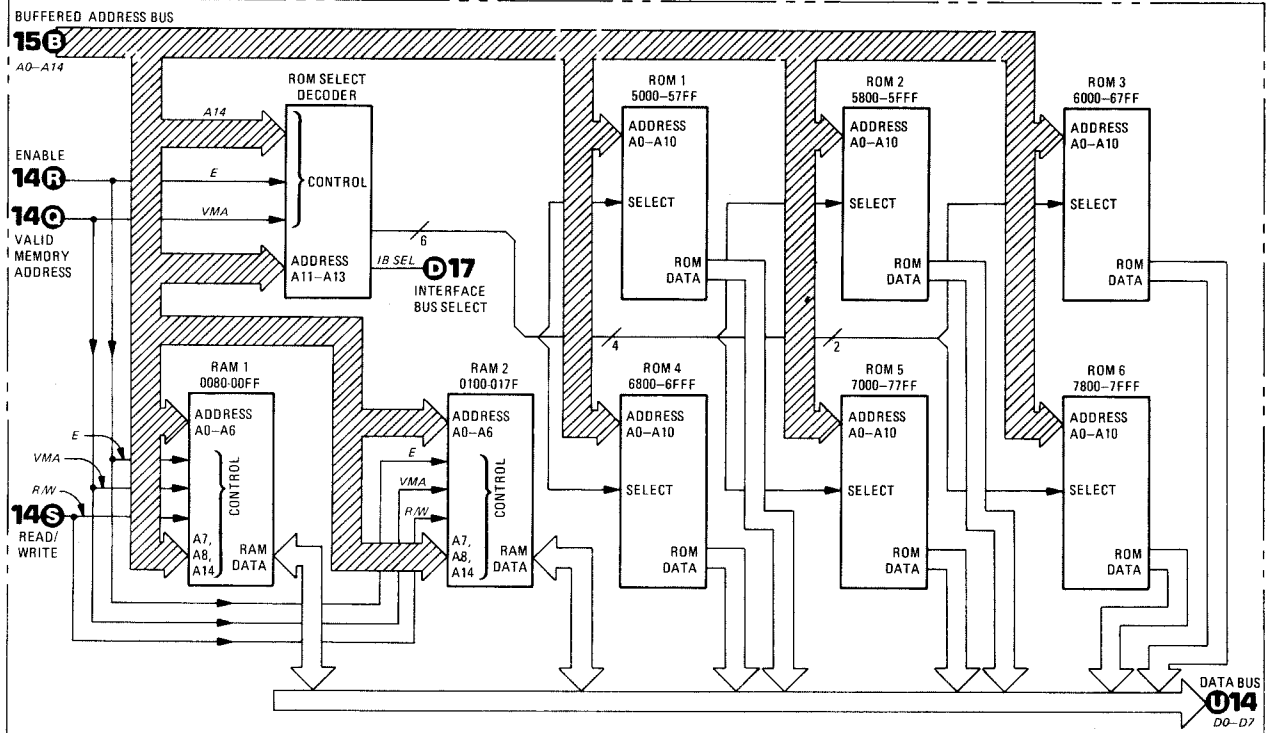 BUFFERED ADDRESS BUS
15 B
A0–A14
ENABLE
14 R
14 Q
VALID
MEMORY
ADDRESS
14 S
READ/
WRITE
ROM SELECT
DECODER
A14
E
VMA
CONTROL
ADDRESS
A11–A13
6
IB SEL
D 17
INTERFACE
BUS SELECT
ROM 1
5000–57FF
ADDRESS
A0–A10
SELECT
ROM
DATA
ROM 2
5800–5FFF
ADDRESS
A0–A10
SELECT
ROM
DATA
ROM 3
6000–67FF
ADDRESS
A0–A10
SELECT
ROM
DATA
4
2
RAM 1
0080-00FF
ADDRESS
A0–A6
E
VMA
R/W
CONTROL
A7,
A8,
A14
RAM
DATA
RAM 2
0100-017F
ADDRESS
A0–A6
E
VMA
R/W
CONTROL
A7,
A8,
A14
RAM
DATA
ROM 4
6800–6FFF
ADDRESS
A0–A10
SELECT
ROM
DATA
ROM 5
7000–77FF
ADDRESS
A0–A10
SELECT
ROM
DATA
ROM 6
7800–7FFF
ADDRESS
A0–A10
SELECT
ROM
DATA
DATA BUS
U 14
D0–D7